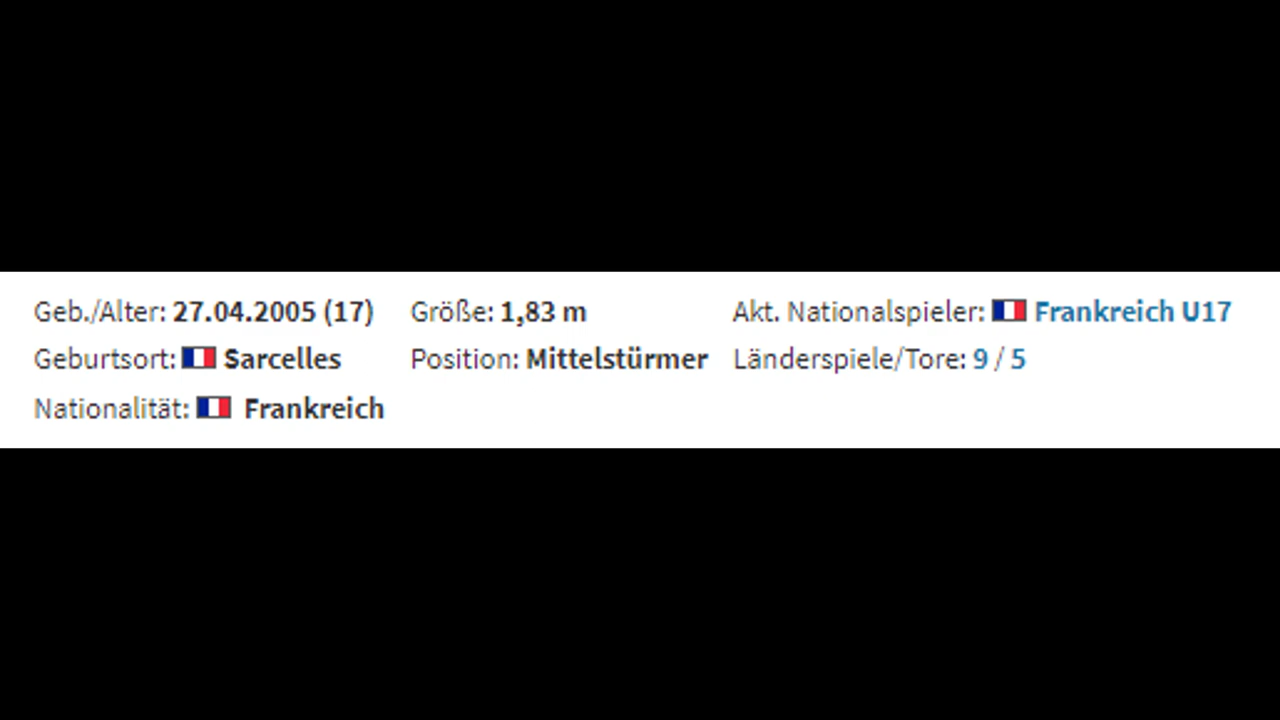 Geb./Alter: 27.04.2005 (17) Größe: 1,83 m Akt. Nationalspieler: Frankreich U17
Geburtsort: Sarcelles Position: Mittelstürmer Länderspiele/Tore: 9 / 5
Nationalität: Frankreich